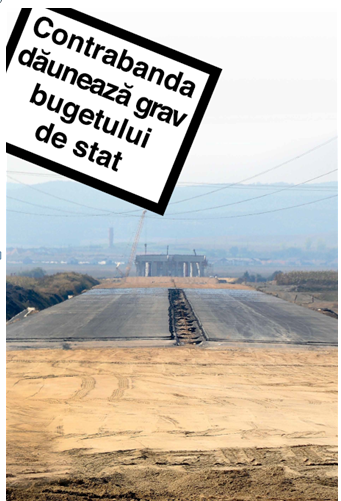 Contrabanda
dăunează grav
bugetului
de stat